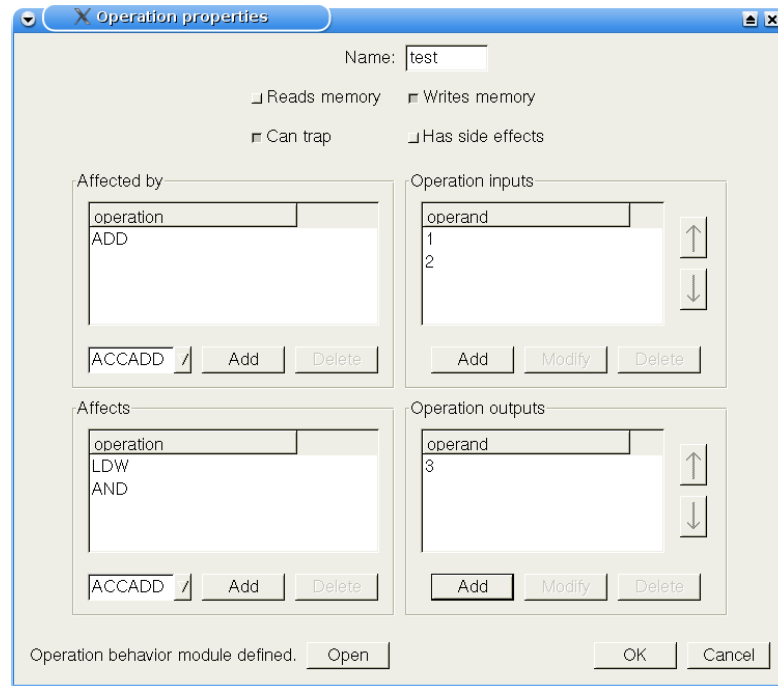 Operation properties
Name: test
Reads memory Writes memory
Can trap Has side effects
Affected by Operation inputs
operation operand
ADD 1
2
ACCADD Add Delete Add Modify Delete
Affects Operation outputs
operation operand
LDW 3
AND
ACCADD Add Delete Add Modify Delete
Operation behavior module defined. Open OK Cancel